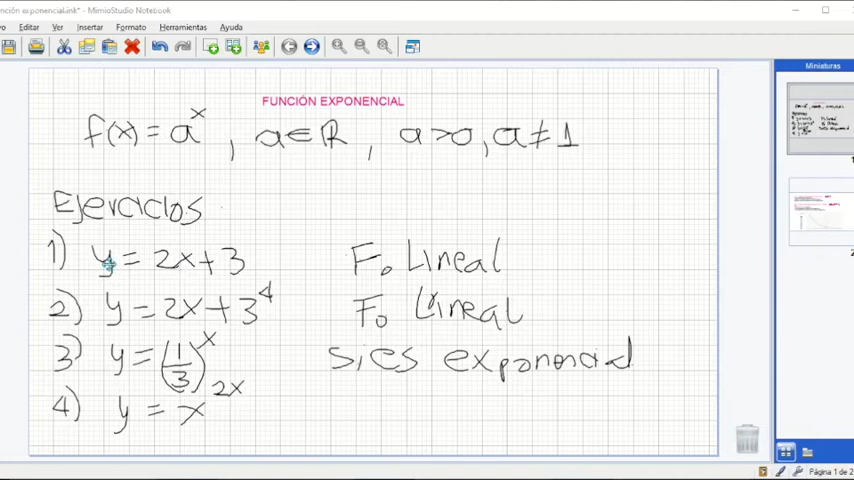 nción exponencial.ink* - MimioStudio Notebook
vo Editar Ver Insertar Formato Herramientas Ayuda
Miniaturas
FUNCIÓN EXPONENCIAL
f(x) = a^x , a∈ℝ , a>0, a≠1
Ejercicios
1) y = 2x+3 F. Lineal
2) y = 2x+3^4 F. Lineal
3) y = (1/3)^x si es exponencial
4) y = x^2x
Página 1 de 2